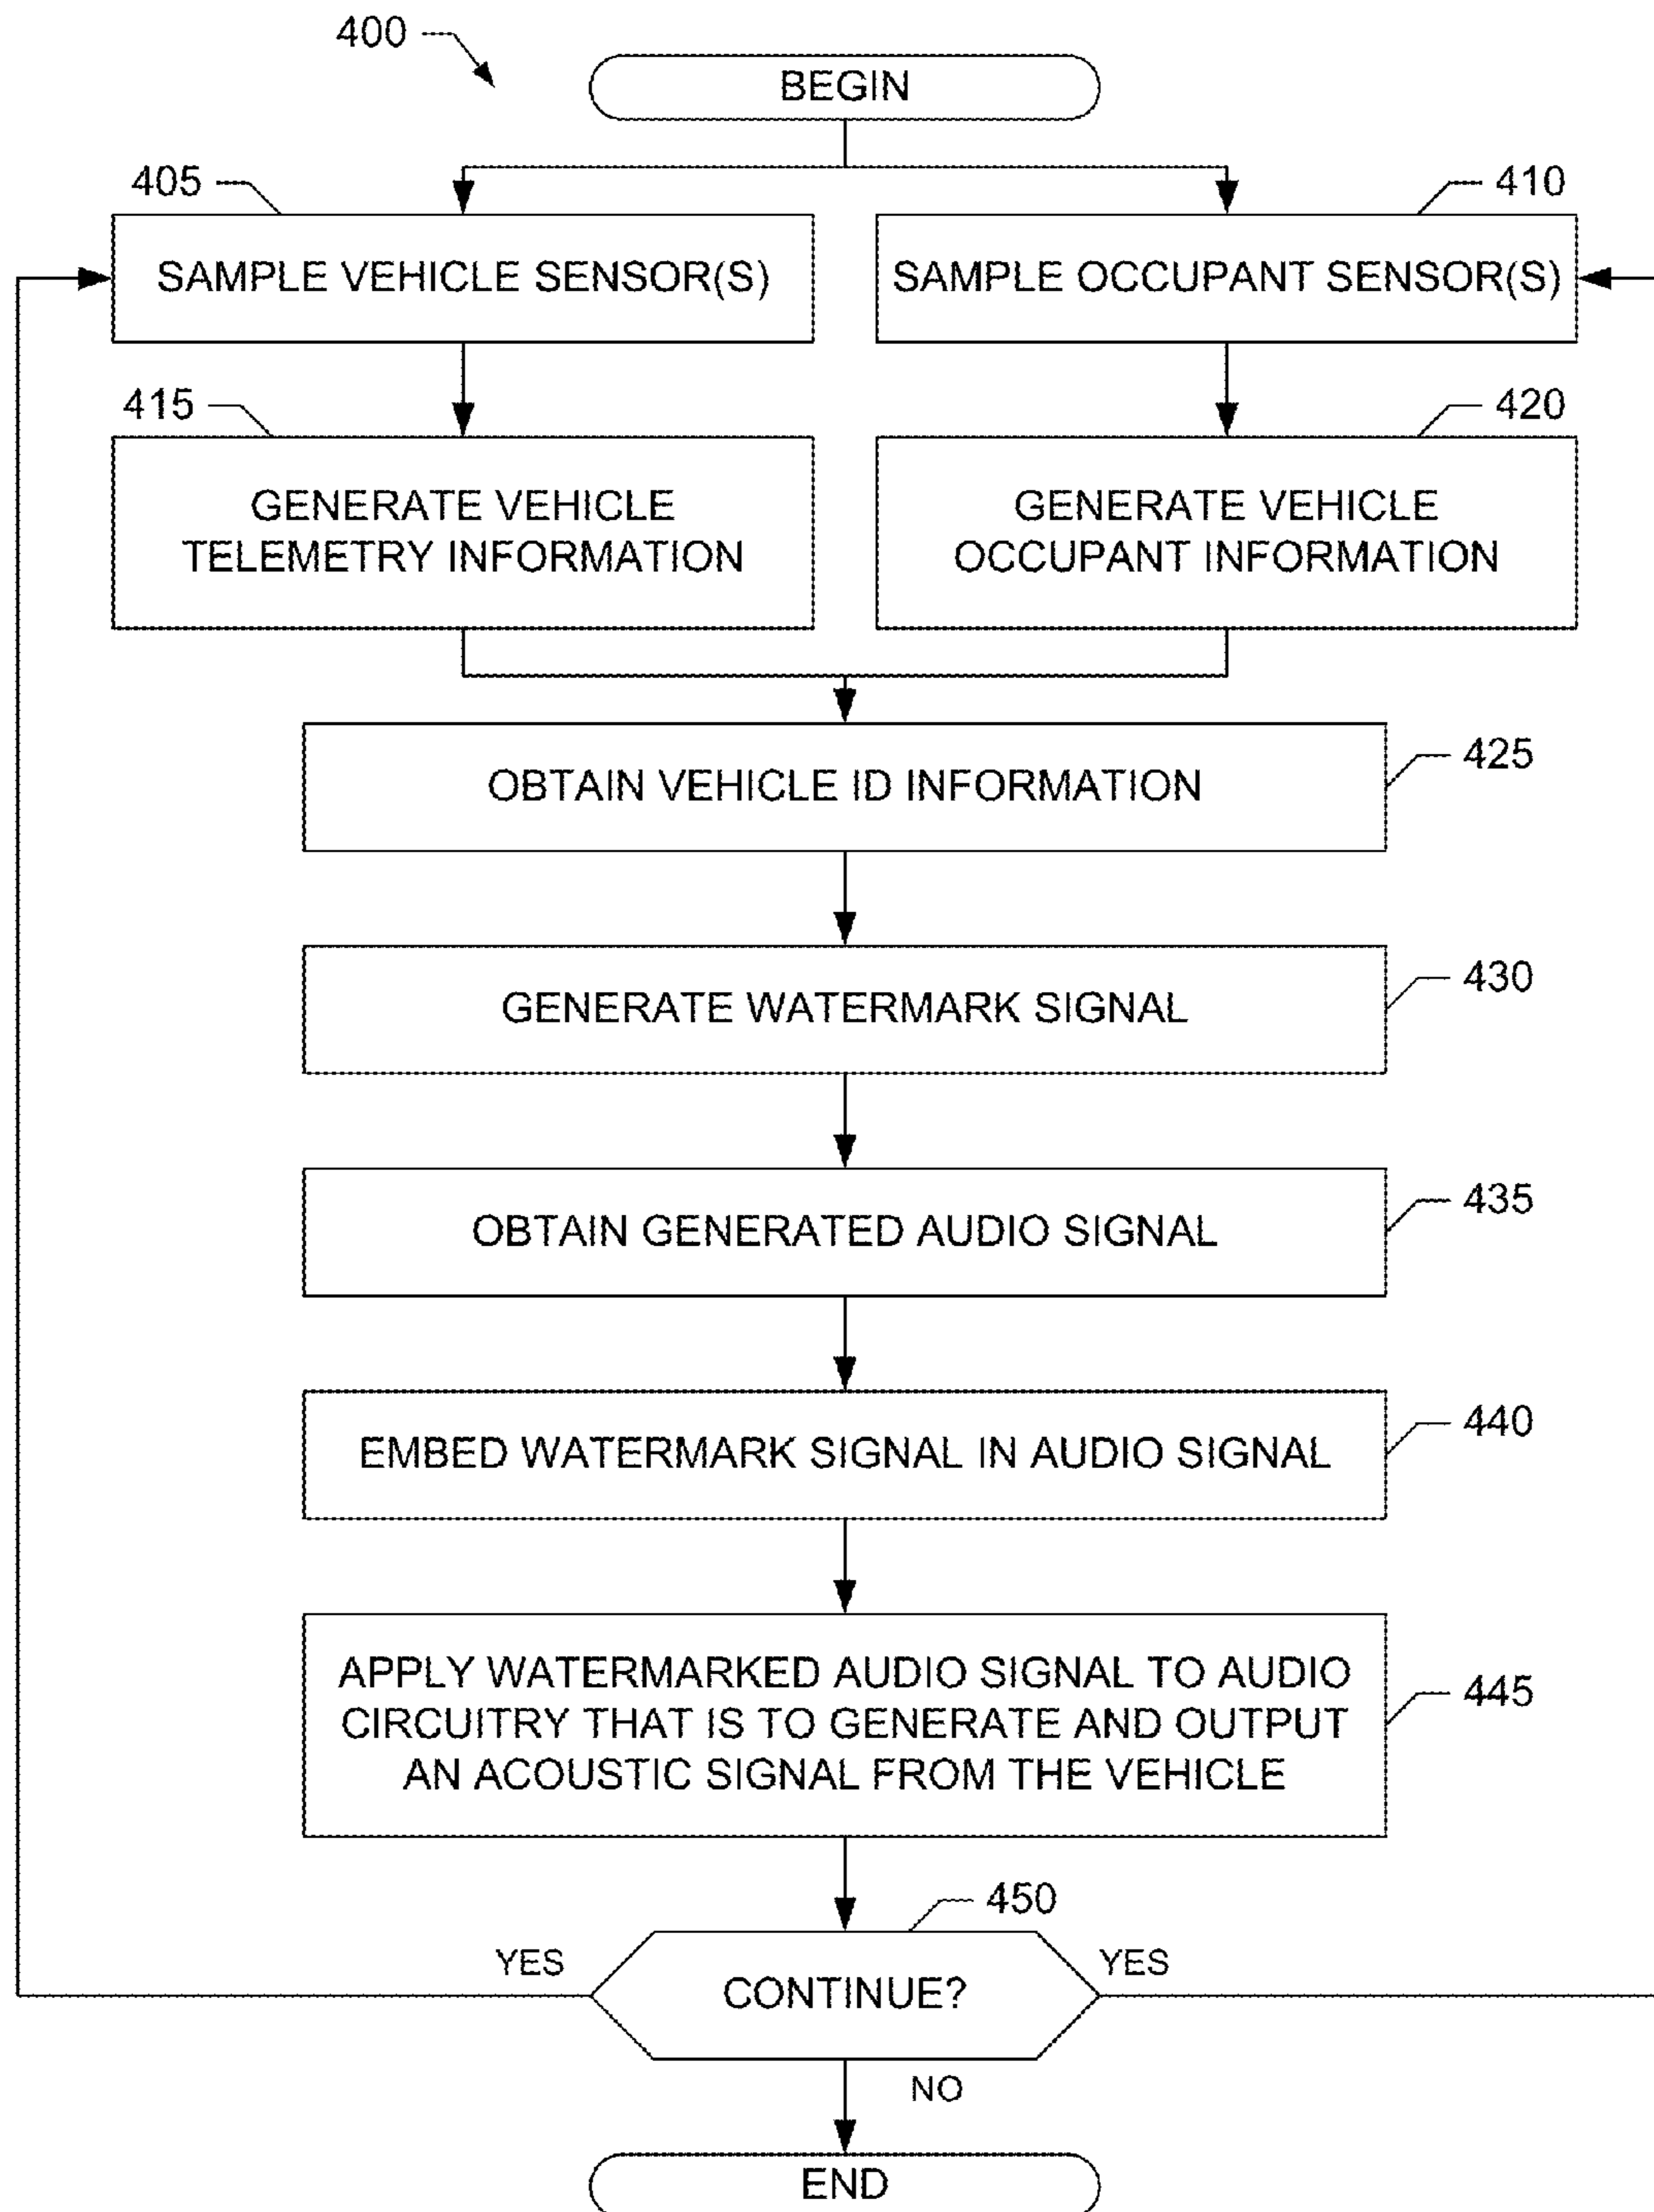 400
BEGIN
405
410
SAMPLE VEHICLE SENSOR(S)
SAMPLE OCCUPANT SENSOR(S)
415
420
GENERATE VEHICLE
TELEMETRY INFORMATION
GENERATE VEHICLE
OCCUPANT INFORMATION
OBTAIN VEHICLE ID INFORMATION
425
GENERATE WATERMARK SIGNAL
430
OBTAIN GENERATED AUDIO SIGNAL
435
EMBED WATERMARK SIGNAL IN AUDIO SIGNAL
440
APPLY WATERMARKED AUDIO SIGNAL TO AUDIO
CIRCUITRY THAT IS TO GENERATE AND OUTPUT
AN ACOUSTIC SIGNAL FROM THE VEHICLE
445
450
YES
CONTINUE?
YES
NO
END